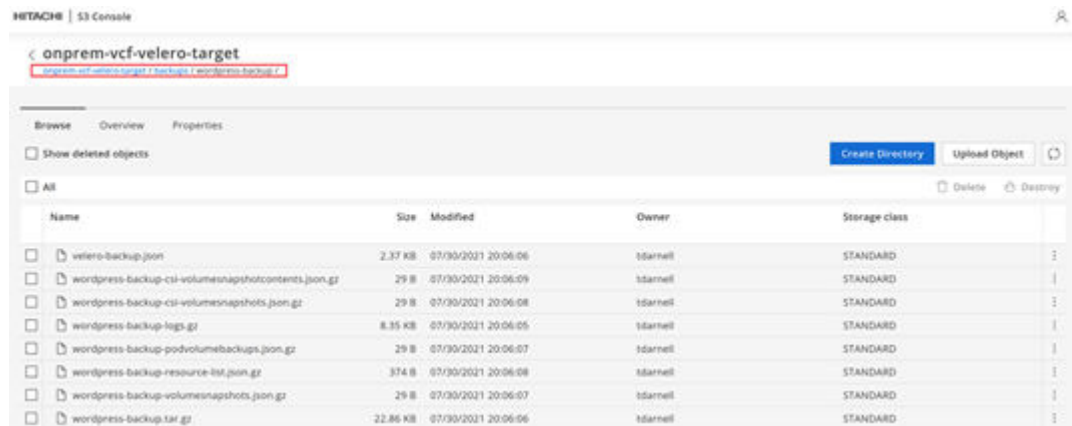 HITACHI | S3 Console
< onprem-vcf-velero-target
onprem-vcf-velero-target / backups / wordpress-backup /
Browse Overview Properties
Show deleted objects Create Directory Upload Object
All Delete Destroy
Name Size Modified Owner Storage class
velero-backup.json 2.37 KB 07/30/2021 20:06:06 tdarnell STANDARD
wordpress-backup-csi-volumesnapshotcontents.json.gz 29 B 07/30/2021 20:06:09 tdarnell STANDARD
wordpress-backup-csi-volumesnapshots.json.gz 29 B 07/30/2021 20:06:08 tdarnell STANDARD
wordpress-backup-logs.gz 8.35 KB 07/30/2021 20:06:05 tdarnell STANDARD
wordpress-backup-podvolumebackups.json.gz 29 B 07/30/2021 20:06:07 tdarnell STANDARD
wordpress-backup-resource-list.json.gz 374 B 07/30/2021 20:06:08 tdarnell STANDARD
wordpress-backup-volumesnapshots.json.gz 29 B 07/30/2021 20:06:07 tdarnell STANDARD
wordpress-backup.tar.gz 22.86 KB 07/30/2021 20:06:06 tdarnell STANDARD